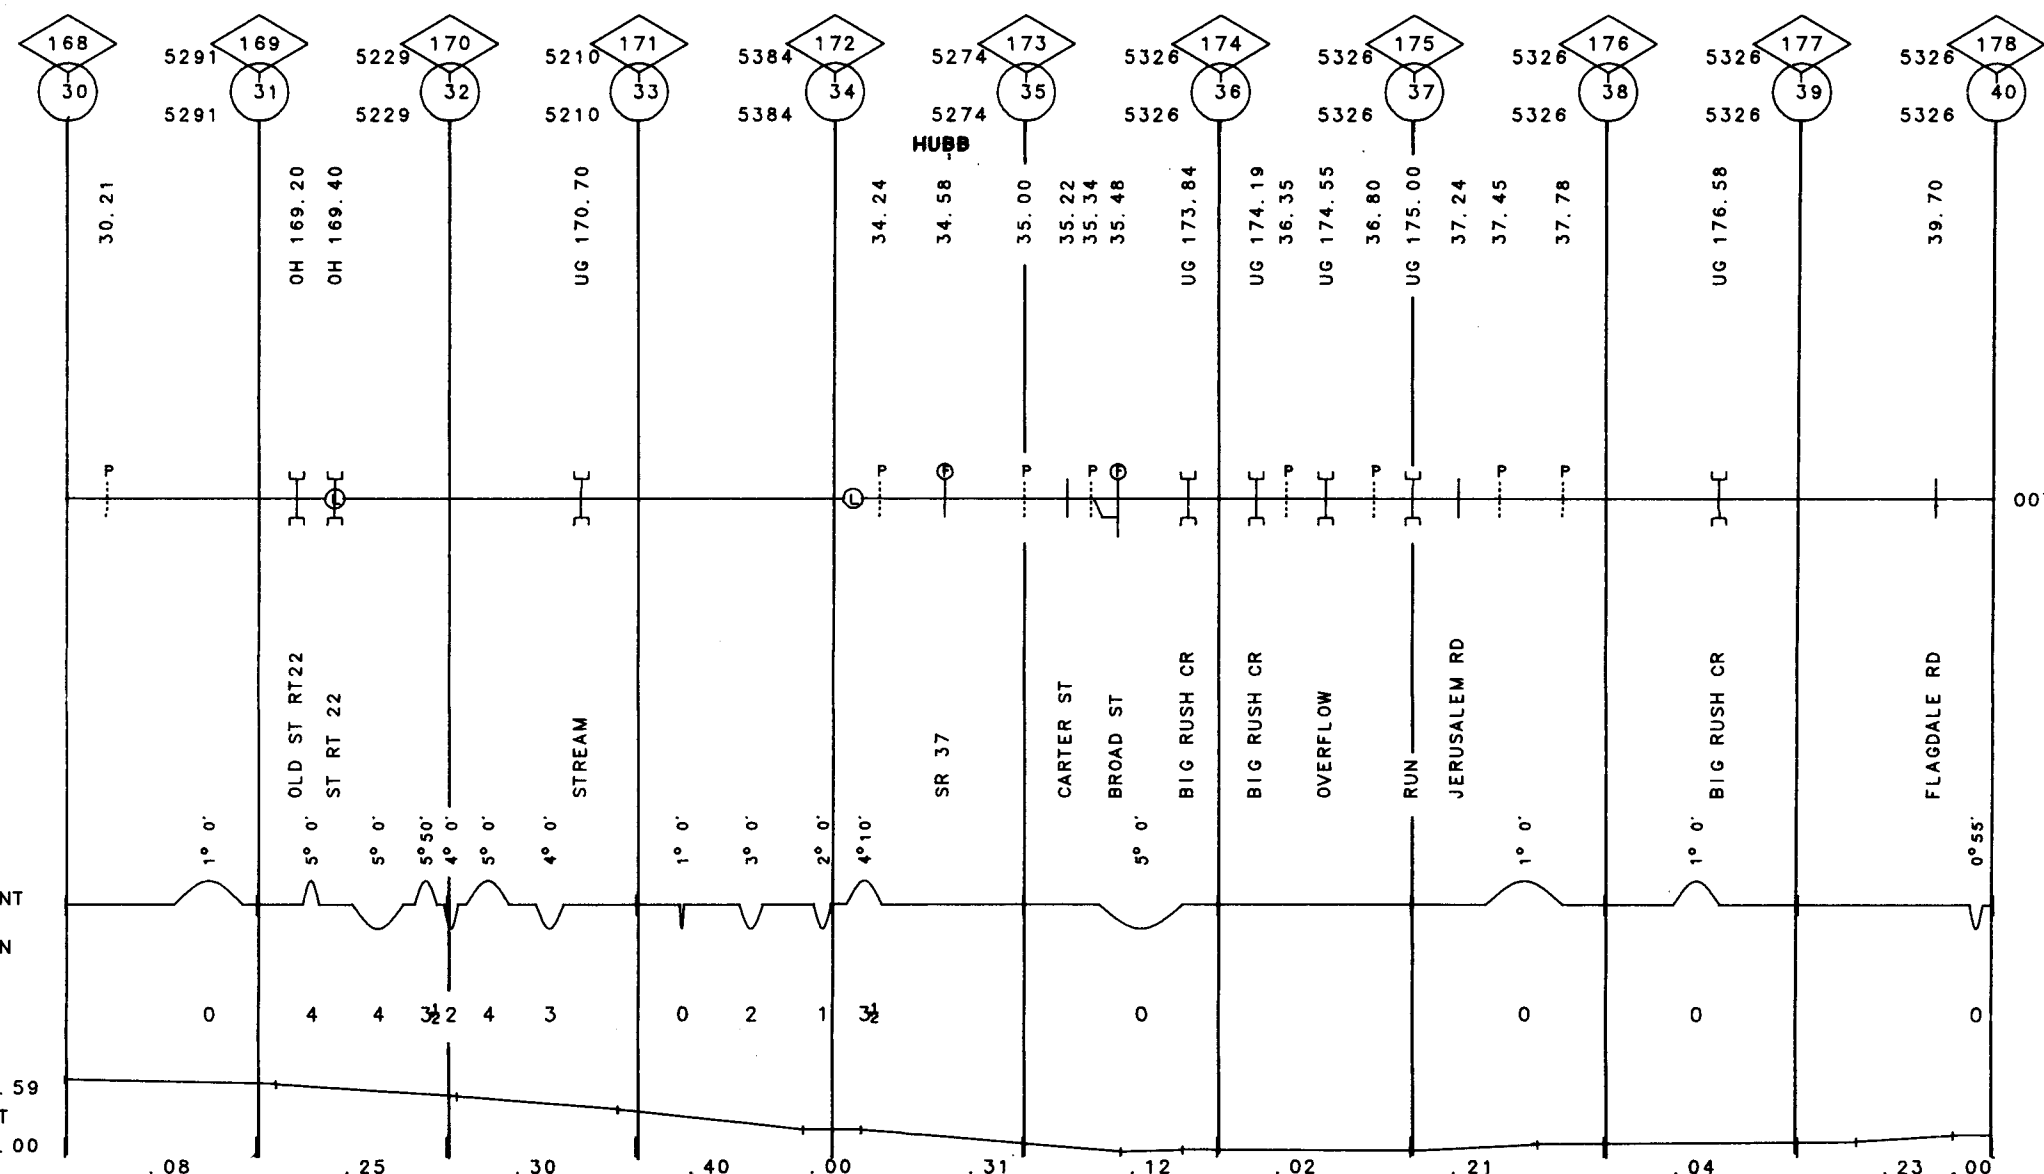 168 169 170 171 172 173 174 175 176 177 178
5291 5229 5210 5384 5274 5326 5326 5326 5326 5326
30 31 32 33 34 35 36 37 38 39 40
5291 5229 5210 5384 5274 5326 5326 5326 5326 5326
HUBB
30.21
OH 169.20
OH 169.40
UG 170.70
34.24
34.58
35.00
35.22
35.34
35.48
UG 173.84
UG 174.19
36.35
UG 174.55
36.80
UG 175.00
37.24
37.45
37.78
UG 176.58
39.70
P P P P P P P P
F F
L L
00
OLD ST RT22
ST RT 22
STREAM
SR 37
CARTER ST
BROAD ST
BIG RUSH CR
BIG RUSH CR
OVERFLOW
RUN
JERUSALEM RD
BIG RUSH CR
FLAGDALE RD
1° 0' 5° 0' 5° 0' 5° 50' 4° 0' 5° 0' 4° 0' 1° 0' 3° 0' 2° 0' 4° 10' 5° 0' 1° 0' 1° 0' 0° 55'
NT
N
0 4 4 3½ 2 4 3 0 2 1 3½ 0 0 0 0
.59
T
.00
.08 .25 .30 .40 .00 .31 .12 .02 .21 .04 .23 .00